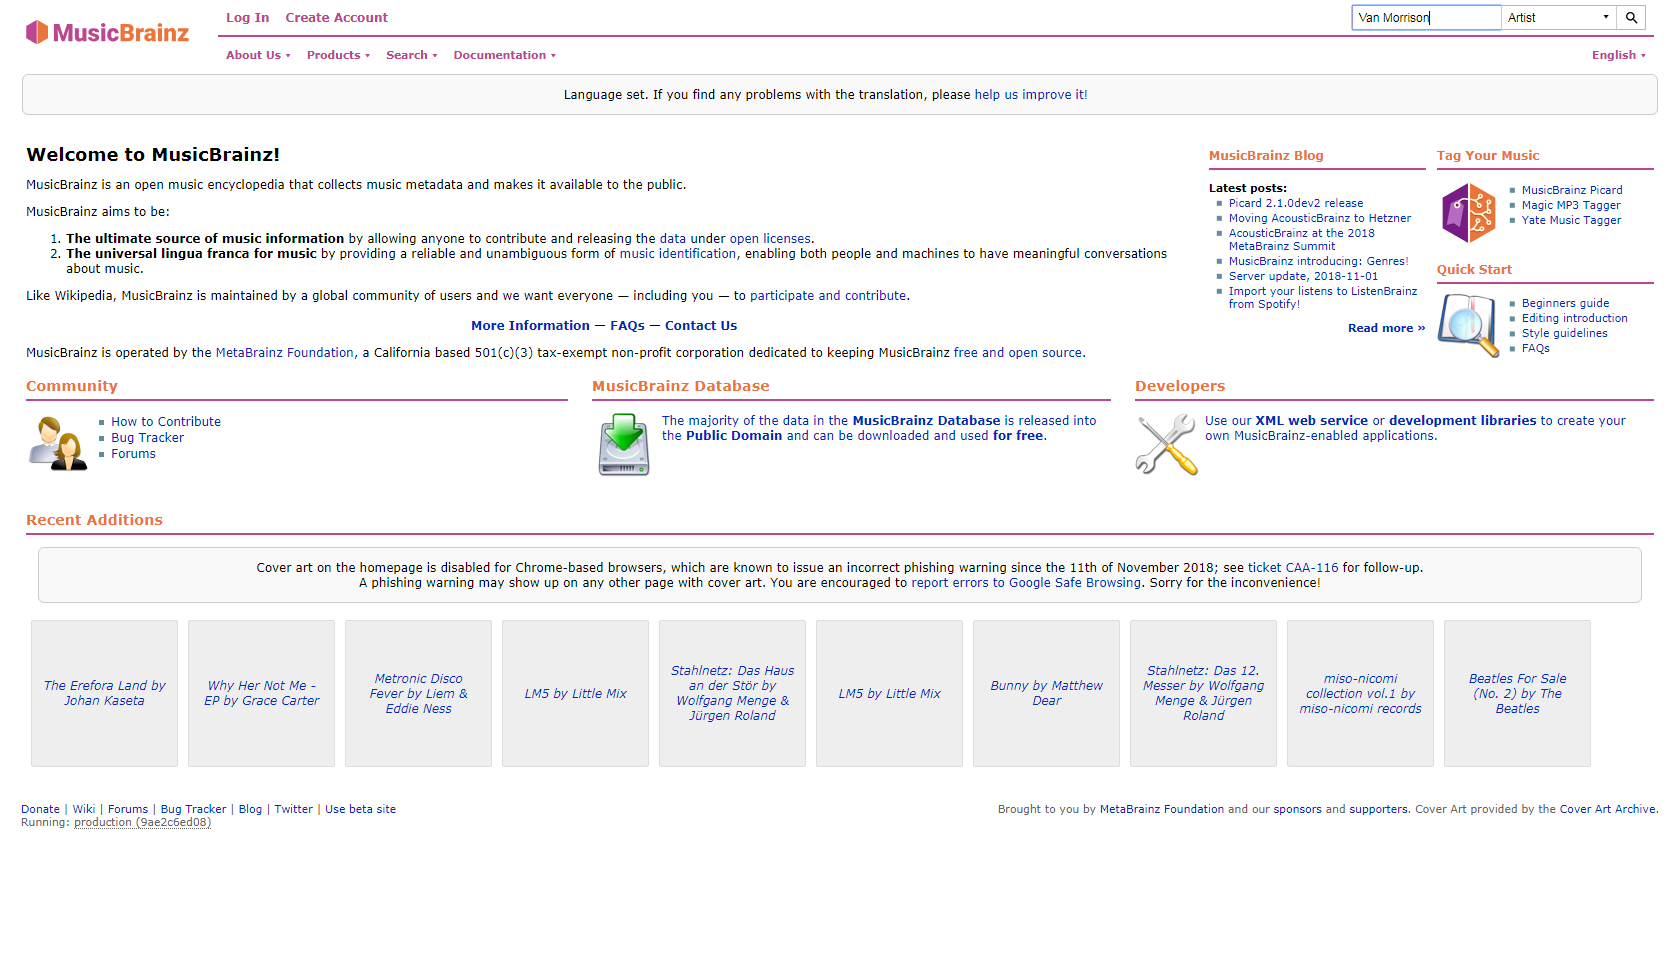 MusicBrainz
Log In Create Account
Van Morrison Artist
About Us Products Search Documentation English
Language set. If you find any problems with the translation, please help us improve it!
Welcome to MusicBrainz!
MusicBrainz is an open music encyclopedia that collects music metadata and makes it available to the public.
MusicBrainz aims to be:
1. The ultimate source of music information by allowing anyone to contribute and releasing the data under open licenses.
2. The universal lingua franca for music by providing a reliable and unambiguous form of music identification, enabling both people and machines to have meaningful conversations
about music.
Like Wikipedia, MusicBrainz is maintained by a global community of users and we want everyone — including you — to participate and contribute.
More Information — FAQs — Contact Us
MusicBrainz is operated by the MetaBrainz Foundation, a California based 501(c)(3) tax-exempt non-profit corporation dedicated to keeping MusicBrainz free and open source.
MusicBrainz Blog
Latest posts:
Picard 2.1.0dev2 release
Moving AcousticBrainz to Hetzner
AcousticBrainz at the 2018
MetaBrainz Summit
MusicBrainz introducing: Genres!
Server update, 2018-11-01
Import your listens to ListenBrainz
from Spotify!
Read more »
Tag Your Music
MusicBrainz Picard
Magic MP3 Tagger
Yate Music Tagger
Quick Start
Beginners guide
Editing introduction
Style guidelines
FAQs
Community
How to Contribute
Bug Tracker
Forums
MusicBrainz Database
The majority of the data in the MusicBrainz Database is released into
the Public Domain and can be downloaded and used for free.
Developers
Use our XML web service or development libraries to create your
own MusicBrainz-enabled applications.
Recent Additions
Cover art on the homepage is disabled for Chrome-based browsers, which are known to issue an incorrect phishing warning since the 11th of November 2018; see ticket CAA-116 for follow-up.
A phishing warning may show up on any other page with cover art. You are encouraged to report errors to Google Safe Browsing. Sorry for the inconvenience!
The Erefora Land by
Johan Kaseta
Why Her Not Me -
EP by Grace Carter
Metronic Disco
Fever by Liem &
Eddie Ness
LM5 by Little Mix
Stahlnetz: Das Haus
an der Stör by
Wolfgang Menge &
Jürgen Roland
LM5 by Little Mix
Bunny by Matthew
Dear
Stahlnetz: Das 12.
Messer by Wolfgang
Menge & Jürgen
Roland
miso-nicomi
collection vol.1 by
miso-nicomi records
Beatles For Sale
(No. 2) by The
Beatles
Donate | Wiki | Forums | Bug Tracker | Blog | Twitter | Use beta site
Running: production (9ae2c6ed08)
Brought to you by MetaBrainz Foundation and our sponsors and supporters. Cover Art provided by the Cover Art Archive.